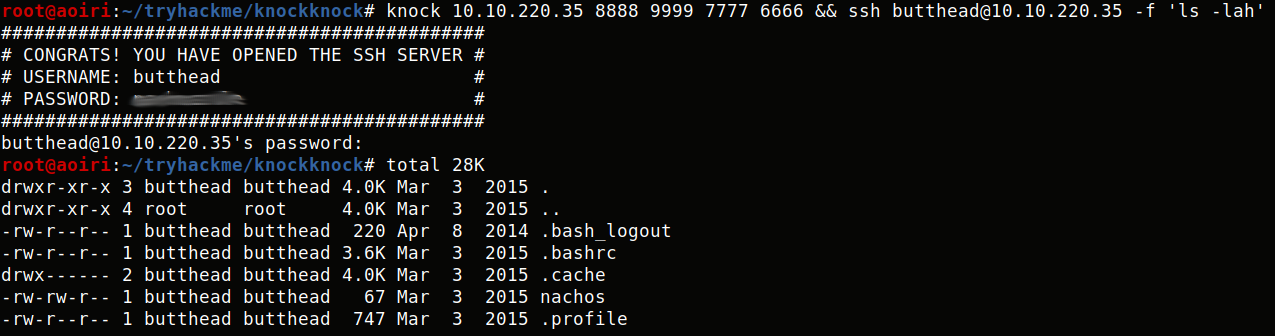 root@aoiri:~/tryhackme/knockknock# knock 10.10.220.35 8888 9999 7777 6666 && ssh butthead@10.10.220.35 -f 'ls -lah'
############################################
# CONGRATS! YOU HAVE OPENED THE SSH SERVER #
# USERNAME: butthead                       #
# PASSWORD:                                #
############################################
butthead@10.10.220.35's password:
root@aoiri:~/tryhackme/knockknock# total 28K
drwxr-xr-x 3 butthead butthead 4.0K Mar  3  2015 .
drwxr-xr-x 4 root     root     4.0K Mar  3  2015 ..
-rw-r--r-- 1 butthead butthead  220 Apr  8  2014 .bash_logout
-rw-r--r-- 1 butthead butthead 3.6K Mar  3  2015 .bashrc
drwx------ 2 butthead butthead 4.0K Mar  3  2015 .cache
-rw-rw-r-- 1 butthead butthead   67 Mar  3  2015 nachos
-rw-r--r-- 1 butthead butthead  747 Mar  3  2015 .profile